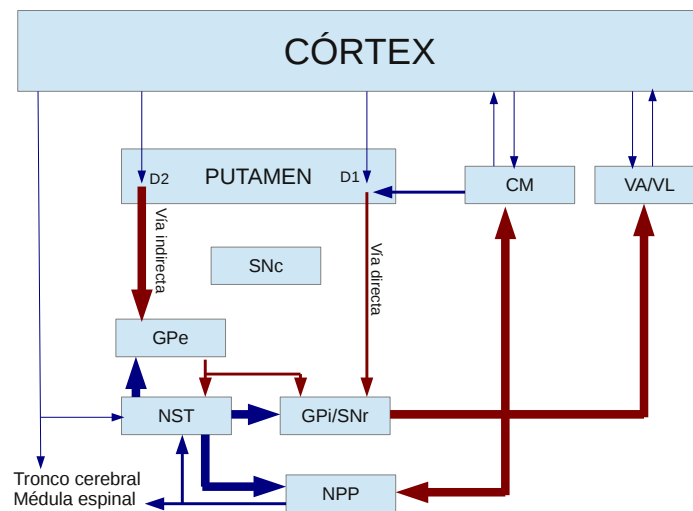 CÓRTEX
D2
PUTAMEN
D1
CM
VA/VL
Vía indirecta
Vía directa
SNc
GPe
NST
GPi/SNr
Tronco cerebral
Médula espinal
NPP